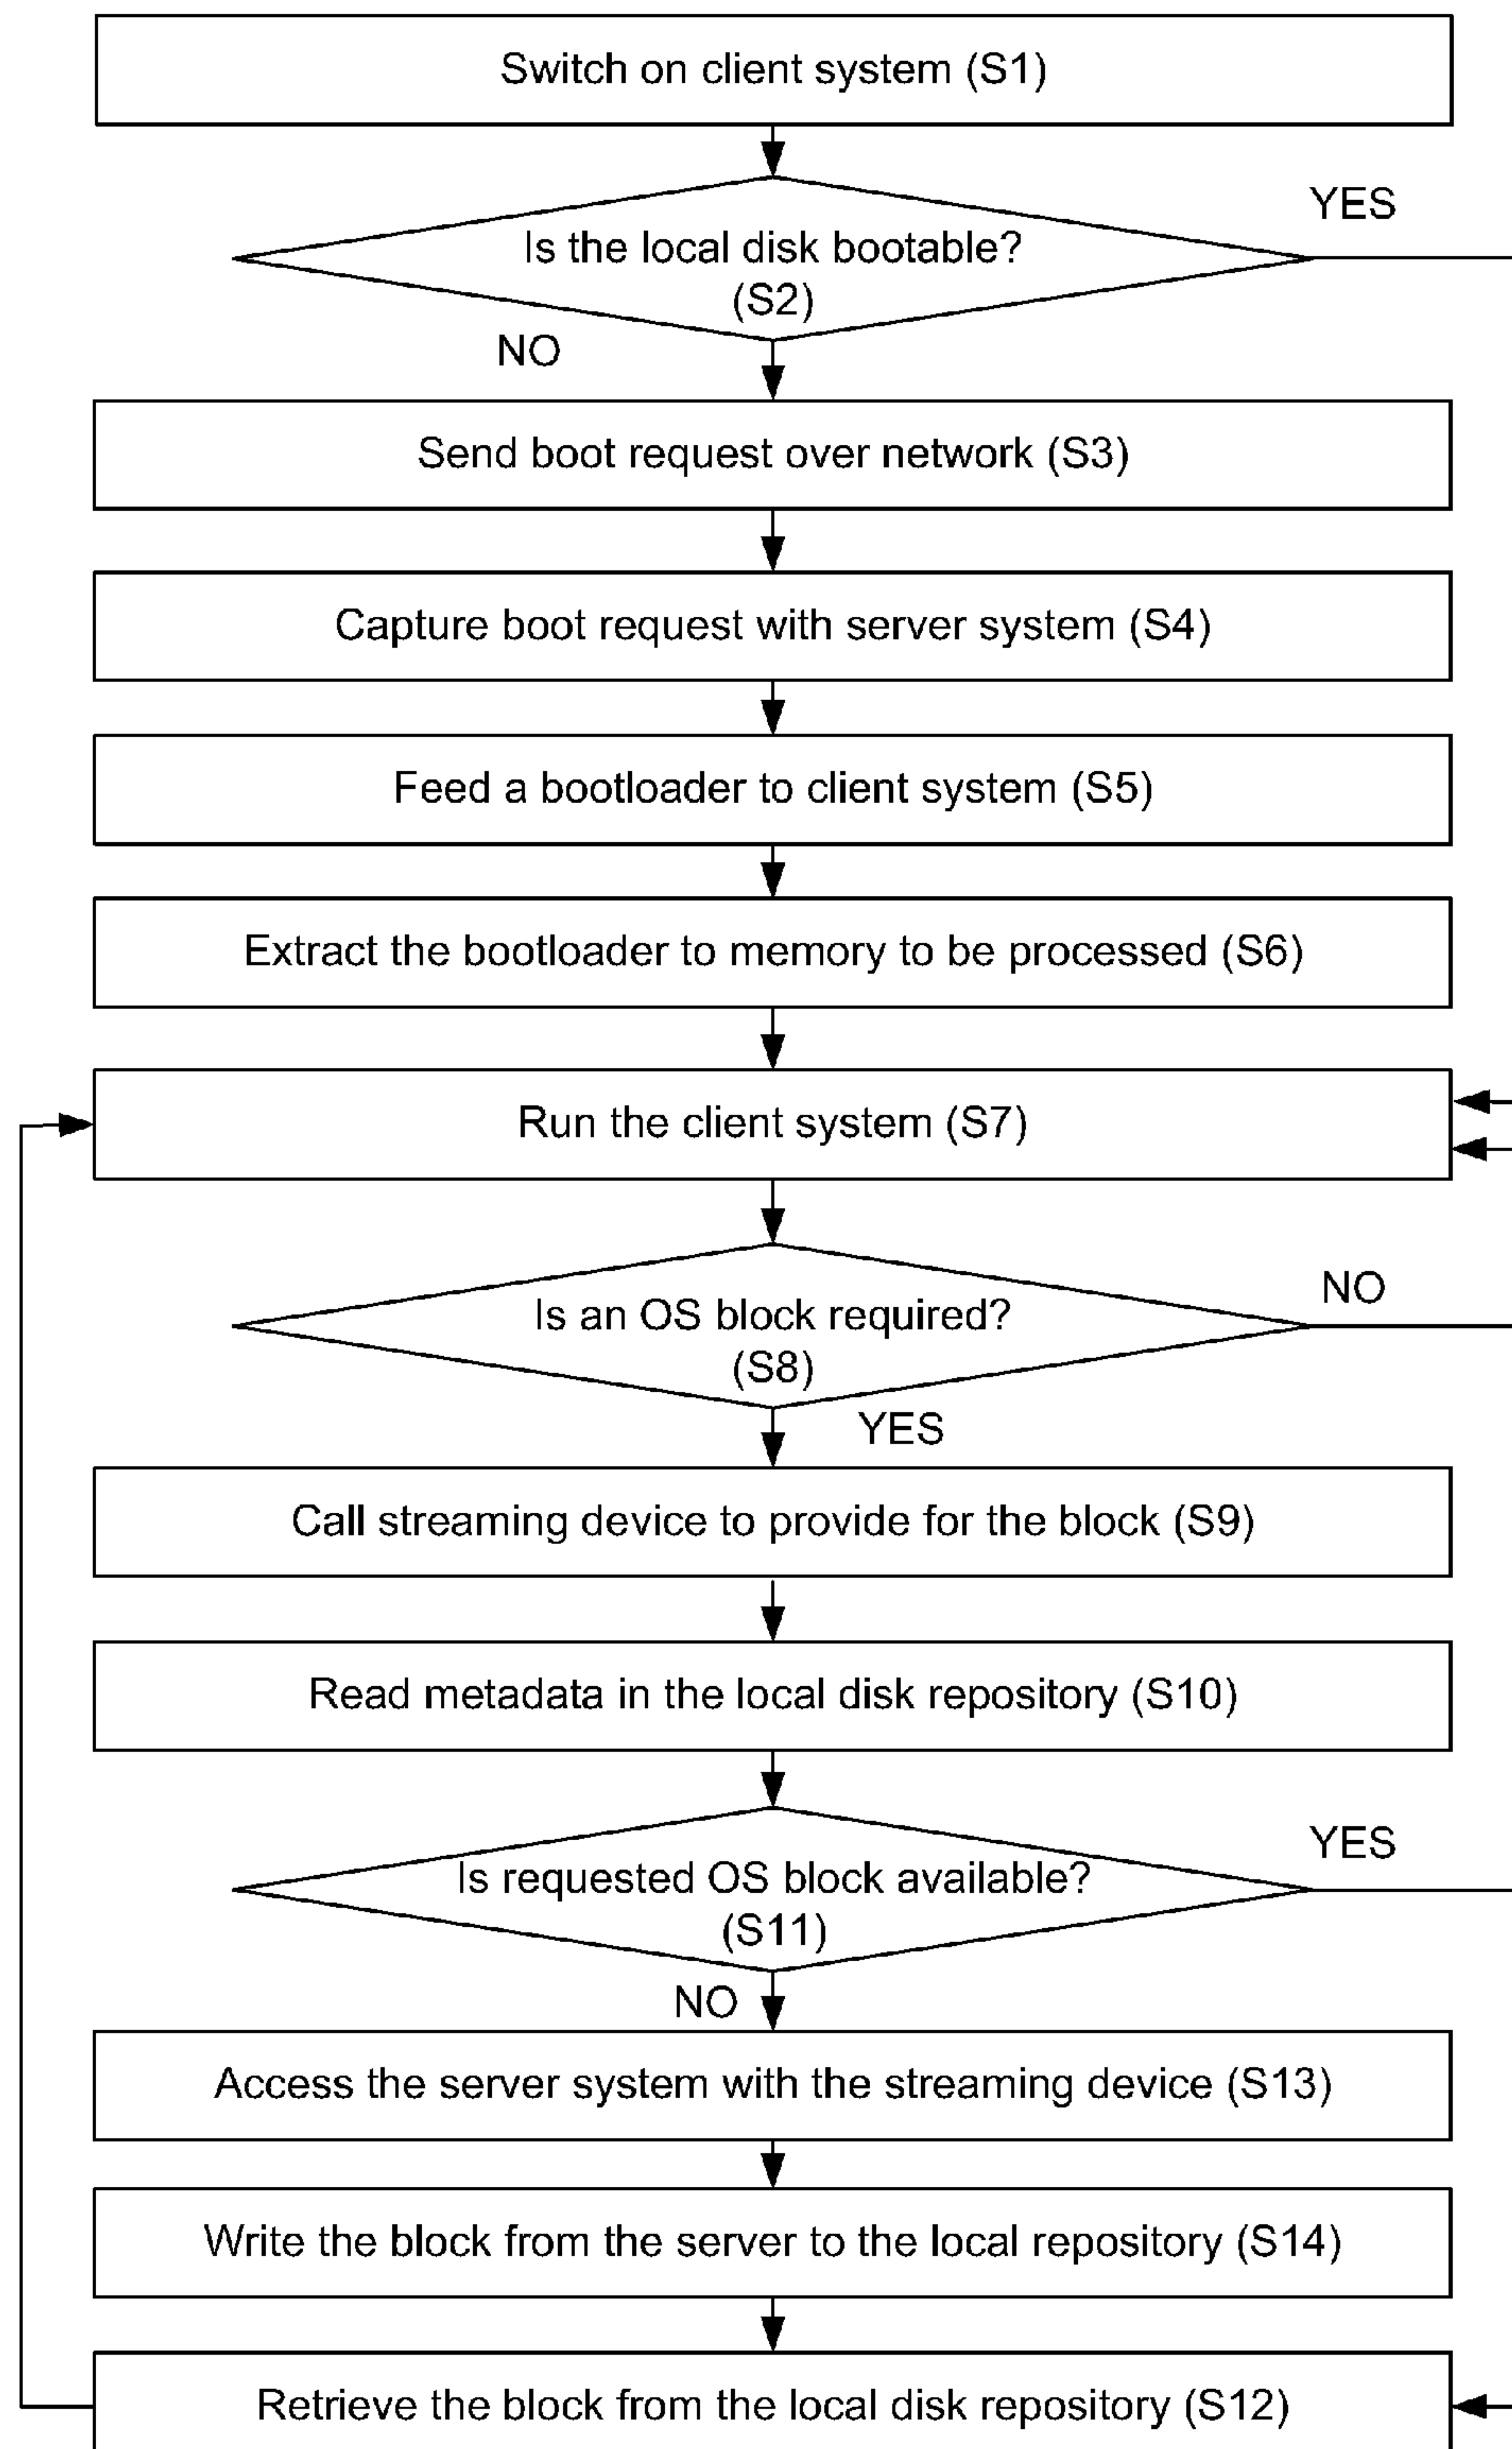 Switch on client system (S1)
YES
Is the local disk bootable?
(S2)
NO
Send boot request over network (S3)
Capture boot request with server system (S4)
Feed a bootloader to client system (S5)
Extract the bootloader to memory to be processed (S6)
Run the client system (S7)
NO
Is an OS block required?
(S8)
YES
Call streaming device to provide for the block (S9)
Read metadata in the local disk repository (S10)
YES
Is requested OS block available?
(S11)
NO
Access the server system with the streaming device (S13)
Write the block from the server to the local repository (S14)
Retrieve the block from the local disk repository (S12)